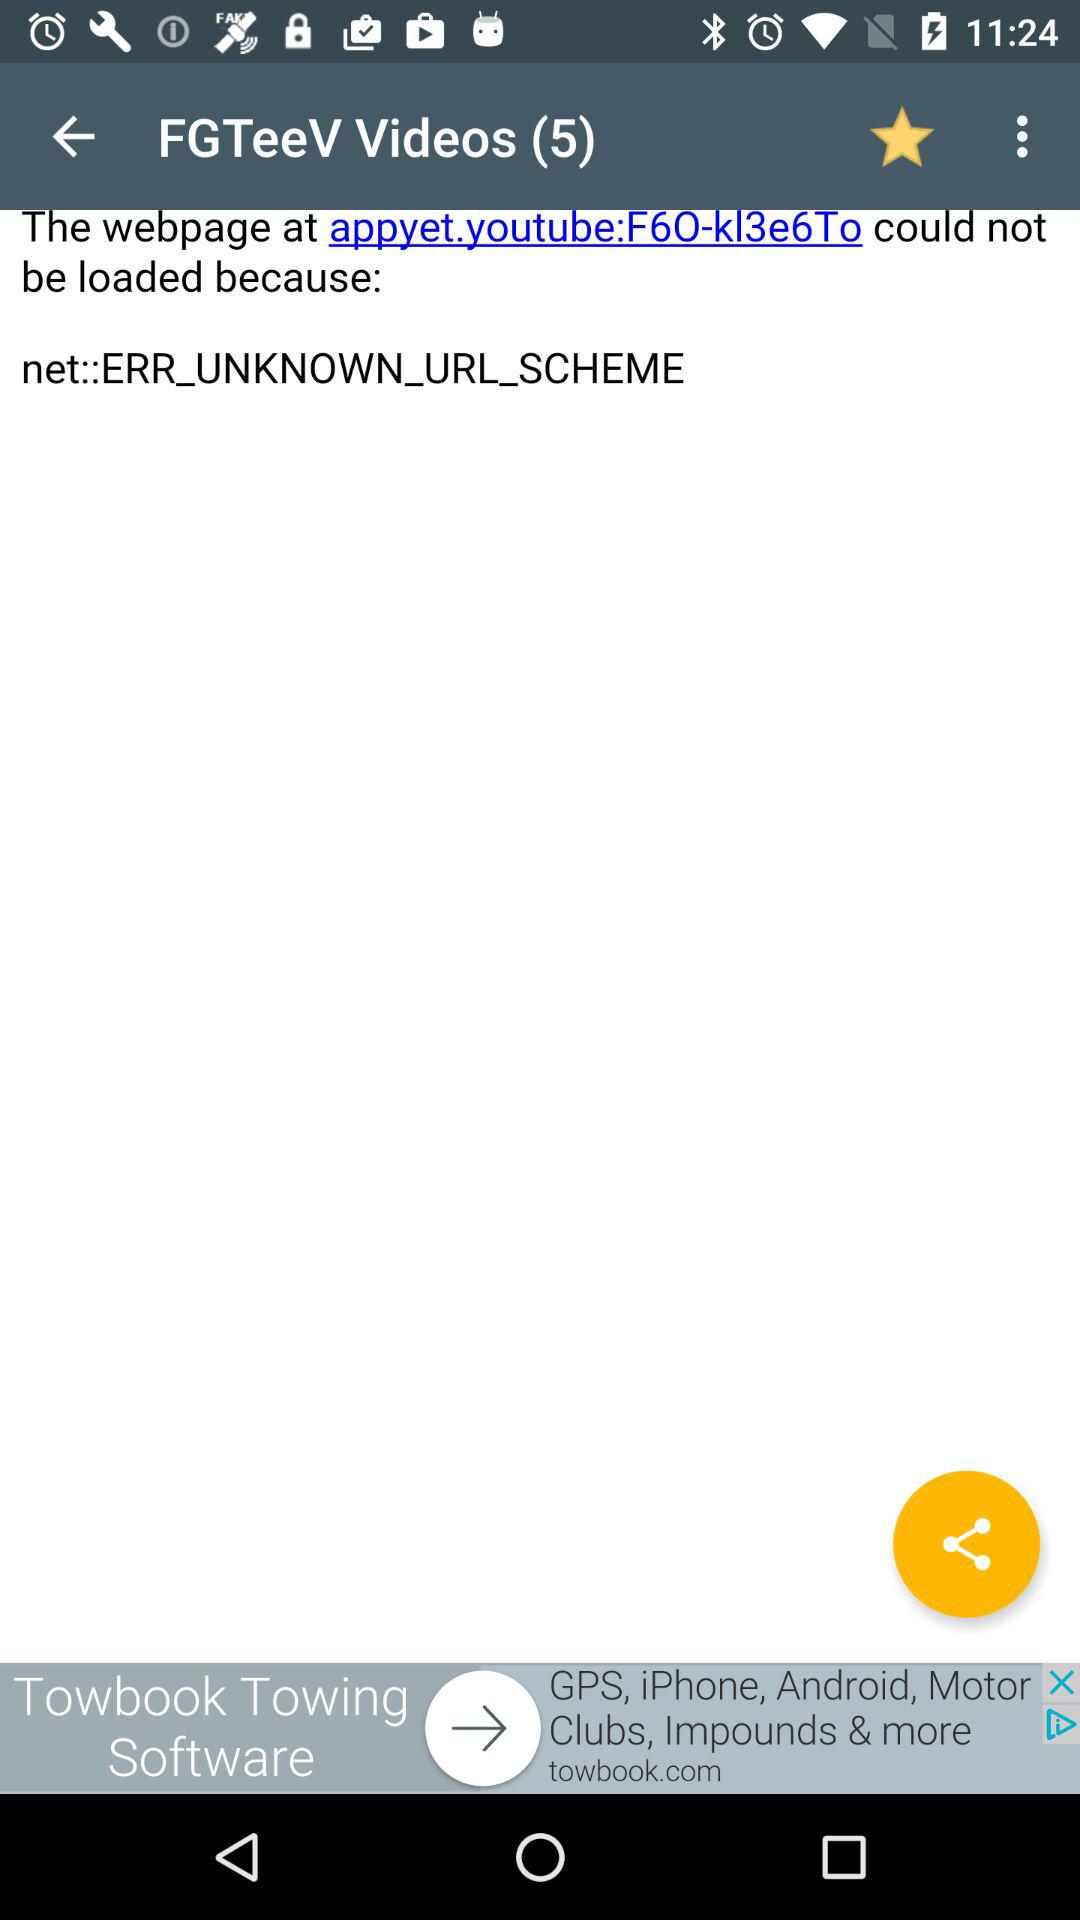 FAKE
11:24
FGTeeV Videos (5)
The webpage at appyet.youtube:F6O-kl3e6To could not
be loaded because:
net::ERR_UNKNOWN_URL_SCHEME
Towbook Towing
Software
GPS, iPhone, Android, Motor
Clubs, Impounds & more
towbook.com